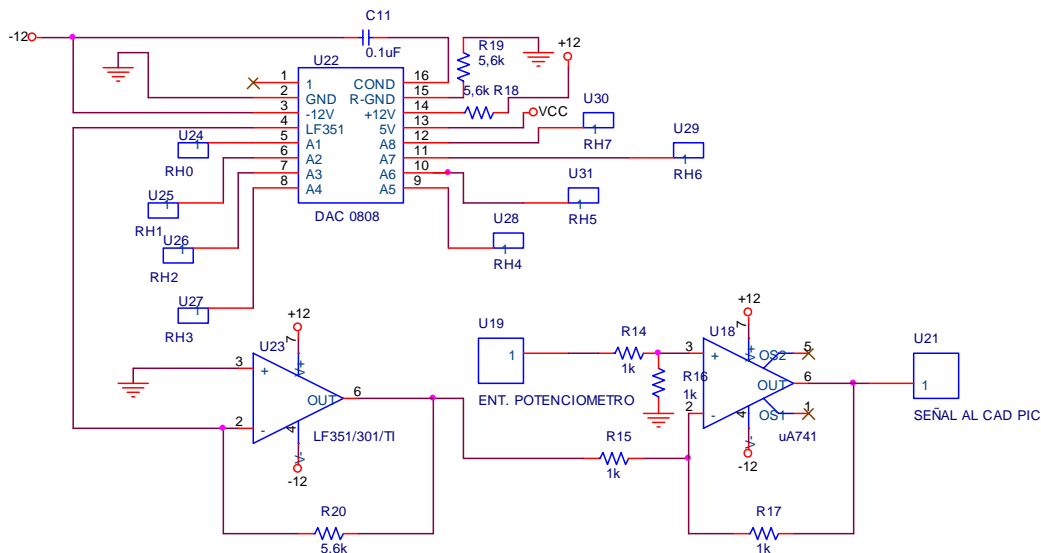 C11
-12
0.1uF
R19
5,6k
+12
U22
5,6k R18
1
2
3
4
5
6
7
8
1
GND
-12V
LF351
A1
A2
A3
A4
COND
R-GND
+12V
5V
A8
A7
A6
A5
16
15
14
13
12
11
10
9
DAC 0808
VCC
U30
1
RH7
U29
1
RH6
U31
1
RH5
U28
1
RH4
U24
1
RH0
U25
1
RH1
U26
1
RH2
U27
1
RH3
+12
U23
7
V+
3
+
OUT
6
2
-
4
V-
-12
LF351/301/TI
R20
5.6k
U19
1
ENT. POTENCIOMETRO
R14
1k
R16
1k
R15
1k
+12
U18
7
V+
3
+
OS2
5
OUT
6
OS1
1
2
-
4
V-
-12
uA741
R17
1k
U21
1
SEÑAL AL CAD PIC